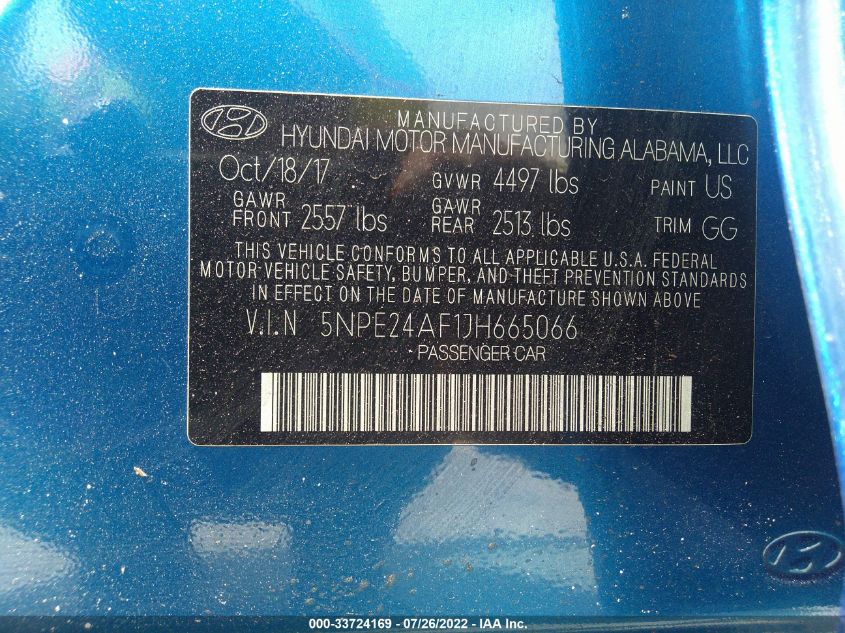 MANUFACTURED BY
HYUNDAI MOTOR MANUFACTURING ALABAMA, LLC
Oct/18/17 GVWR 4497 lbs PAINT US
GAWR FRONT 2557 lbs GAWR REAR 2513 lbs TRIM GG
THIS VEHICLE CONFORMS TO ALL APPLICABLE U.S.A. FEDERAL
MOTOR-VEHICLE SAFETY, BUMPER, AND THEFT PREVENTION STANDARDS
IN EFFECT ON THE DATE OF MANUFACTURE SHOWN ABOVE
V.I.N 5NPE24AF1JH665066
PASSENGER CAR
000-33724169 - 07/26/2022 - IAA Inc.